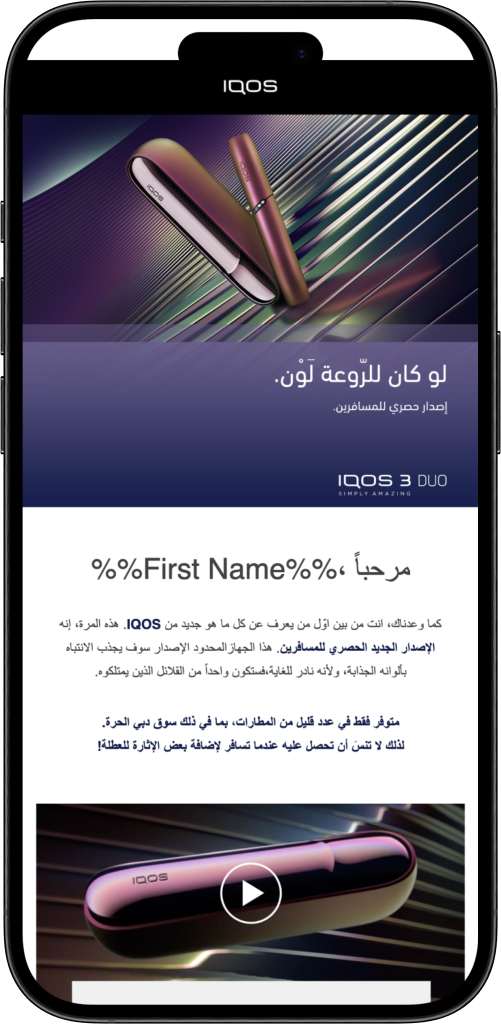 IQOS
IQOS
IQOS
لو كان للرّوعة لَوْن.
إصدار حصري للمسافرين.
IQOS 3 DUO
SIMPLY AMAZING
مرحباً ،%%First Name%%
كما وعدناك، انت من بين اوّل من يعرف عن كل ما هو جديد من IQOS. هذه المرة، إنه
الإصدار الجديد الحصري للمسافرين. هذا الجهازالمحدود الإصدار سوف يجذب الانتباه
بألوانه الجذابة، ولأنه نادر للغاية،فستكون واحداً من القلائل الذين يمتلكوه.
متوفر فقط في عدد قليل من المطارات، بما في ذلك سوق دبي الحرة.
لذلك لا تنسَ أن تحصل عليه عندما تسافر لإضافة بعض الإثارة للعطلة!
IQOS